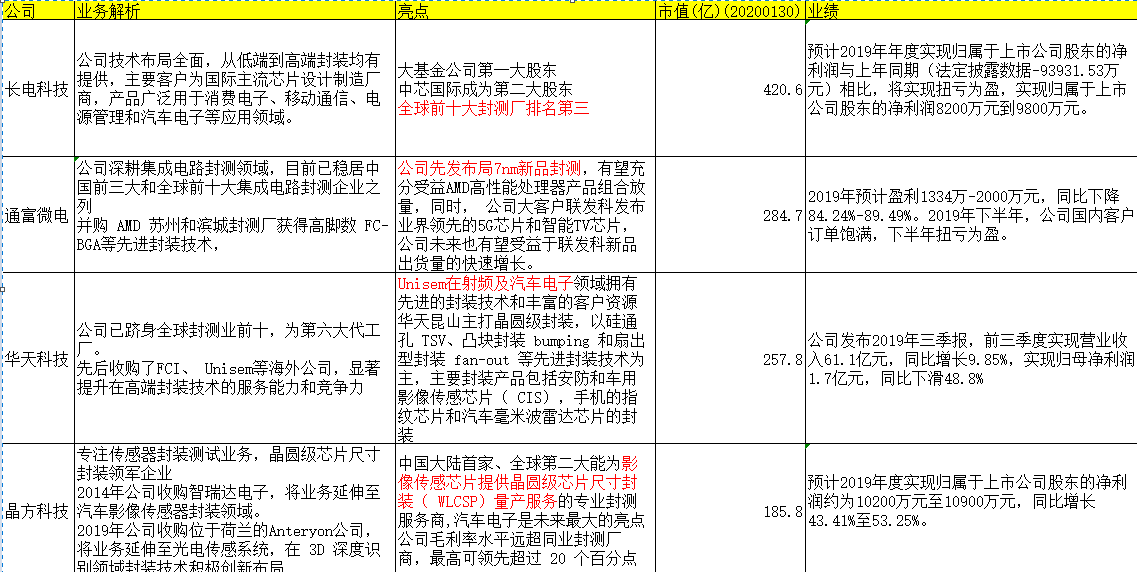 公司
业务解析
亮点
市值(亿)(20200130)
业绩
长电科技
公司技术布局全面，从低端到高端封装均有
提供，主要客户为国际主流芯片设计制造厂
商，产品广泛用于消费电子、移动通信、电
源管理和汽车电子等应用领域。
大基金公司第一大股东
中芯国际成为第二大股东
全球前十大封测厂排名第三
420.6
预计2019年年度实现归属于上市公司股东的净
利润与上年同期（法定披露数据-93931.53万
元）相比，将实现扭亏为盈，实现归属于上市
公司股东的净利润8200万元到9800万元。
通富微电
公司深耕集成电路封测领域，目前已稳居中
国前三大和全球前十大集成电路封测企业之
列
并购 AMD 苏州和滨城封测厂获得高脚数 FC-
BGA等先进封装技术，
公司先发布局7nm新品封测，有望充
分受益AMD高性能处理器产品组合放
量，同时， 公司大客户联发科发布
业界领先的5G芯片和智能TV芯片，
公司未来也有望受益于联发科新品
出货量的快速增长。
284.7
2019年预计盈利1334万-2000万元，同比下降
84.24%-89.49%。2019年下半年，公司国内客户
订单饱满，下半年扭亏为盈。
华天科技
公司已跻身全球封测业前十，为第六大代工
厂。
先后收购了FCI、 Unisem等海外公司，显著
提升在高端封装技术的服务能力和竞争力
Unisem在射频及汽车电子领域拥有
先进的封装技术和丰富的客户资源
华天昆山主打晶圆级封装，以硅通
孔 TSV、凸块封装 bumping 和扇出
型封装 fan-out 等先进封装技术为
主，主要封装产品包括安防和车用
影像传感芯片（ CIS），手机的指
纹芯片和汽车毫米波雷达芯片的封
装
257.8
公司发布2019年三季报，前三季度实现营业收
入61.1亿元，同比增长9.85%，实现归母净利润
1.7亿元，同比下滑48.8%
晶方科技
专注传感器封装测试业务，晶圆级芯片尺寸
封装领军企业
2014年公司收购智瑞达电子，将业务延伸至
汽车影像传感器封装领域。
2019年公司收购位于荷兰的Anteryon公司，
将业务延伸至光电传感系统，在 3D 深度识
别领域封装技术积极创新布局
中国大陆首家、全球第二大能为影
像传感芯片提供晶圆级芯片尺寸封
装（ WLCSP）量产服务的专业封测
服务商,汽车电子是未来最大的亮点
公司毛利率水平远超同业封测厂
商，最高可领先超过 20 个百分点
185.8
预计2019年度实现归属于上市公司股东的净利
润约为10200万元至10900万元，同比增长
43.41%至53.25%。